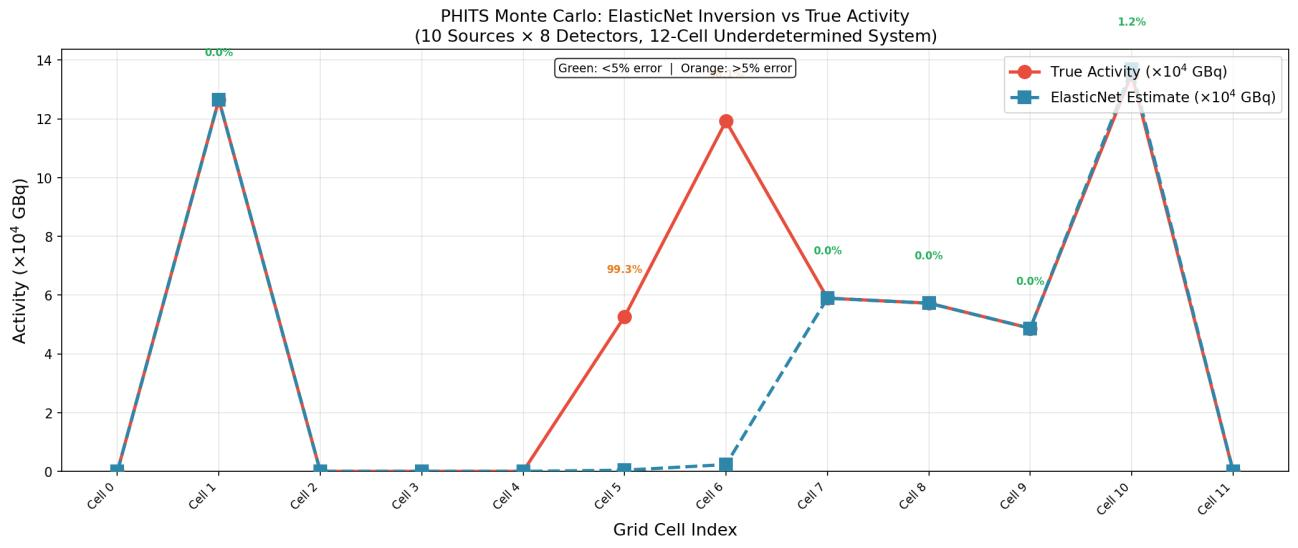 PHITS Monte Carlo: ElasticNet Inversion vs True Activity
(10 Sources × 8 Detectors, 12-Cell Underdetermined System)
1.2%
0.0%
Green: <5% error | Orange: >5% error
True Activity (×10⁴ GBq)
ElasticNet Estimate (×10⁴ GBq)
99.3%
0.0%
0.0%
0.0%
Activity (×10⁴ GBq)
14
12
10
8
6
4
2
0
Cell 0
Cell 1
Cell 2
Cell 3
Cell 4
Cell 5
Cell 6
Cell 7
Cell 8
Cell 9
Cell 10
Cell 11
Grid Cell Index